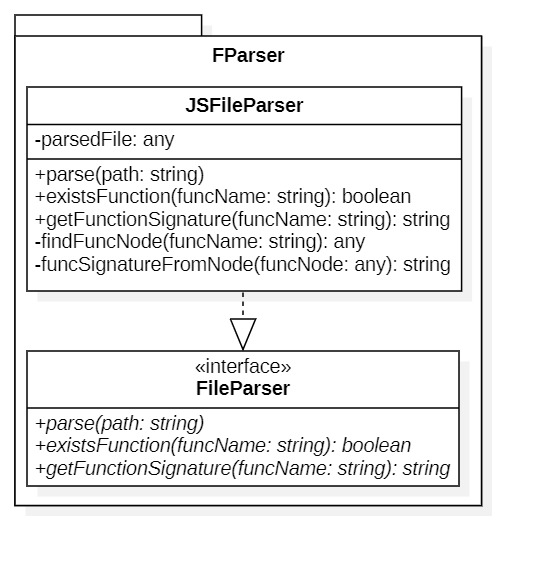 FParser
JSFileParser
-parsedFile: any
+parse(path: string)
+existsFunction(funcName: string): boolean
+getFunctionSignature(funcName: string): string
-findFuncNode(funcName: string): any
-funcSignatureFromNode(funcNode: any): string
«interface»
FileParser
+parse(path: string)
+existsFunction(funcName: string): boolean
+getFunctionSignature(funcName: string): string